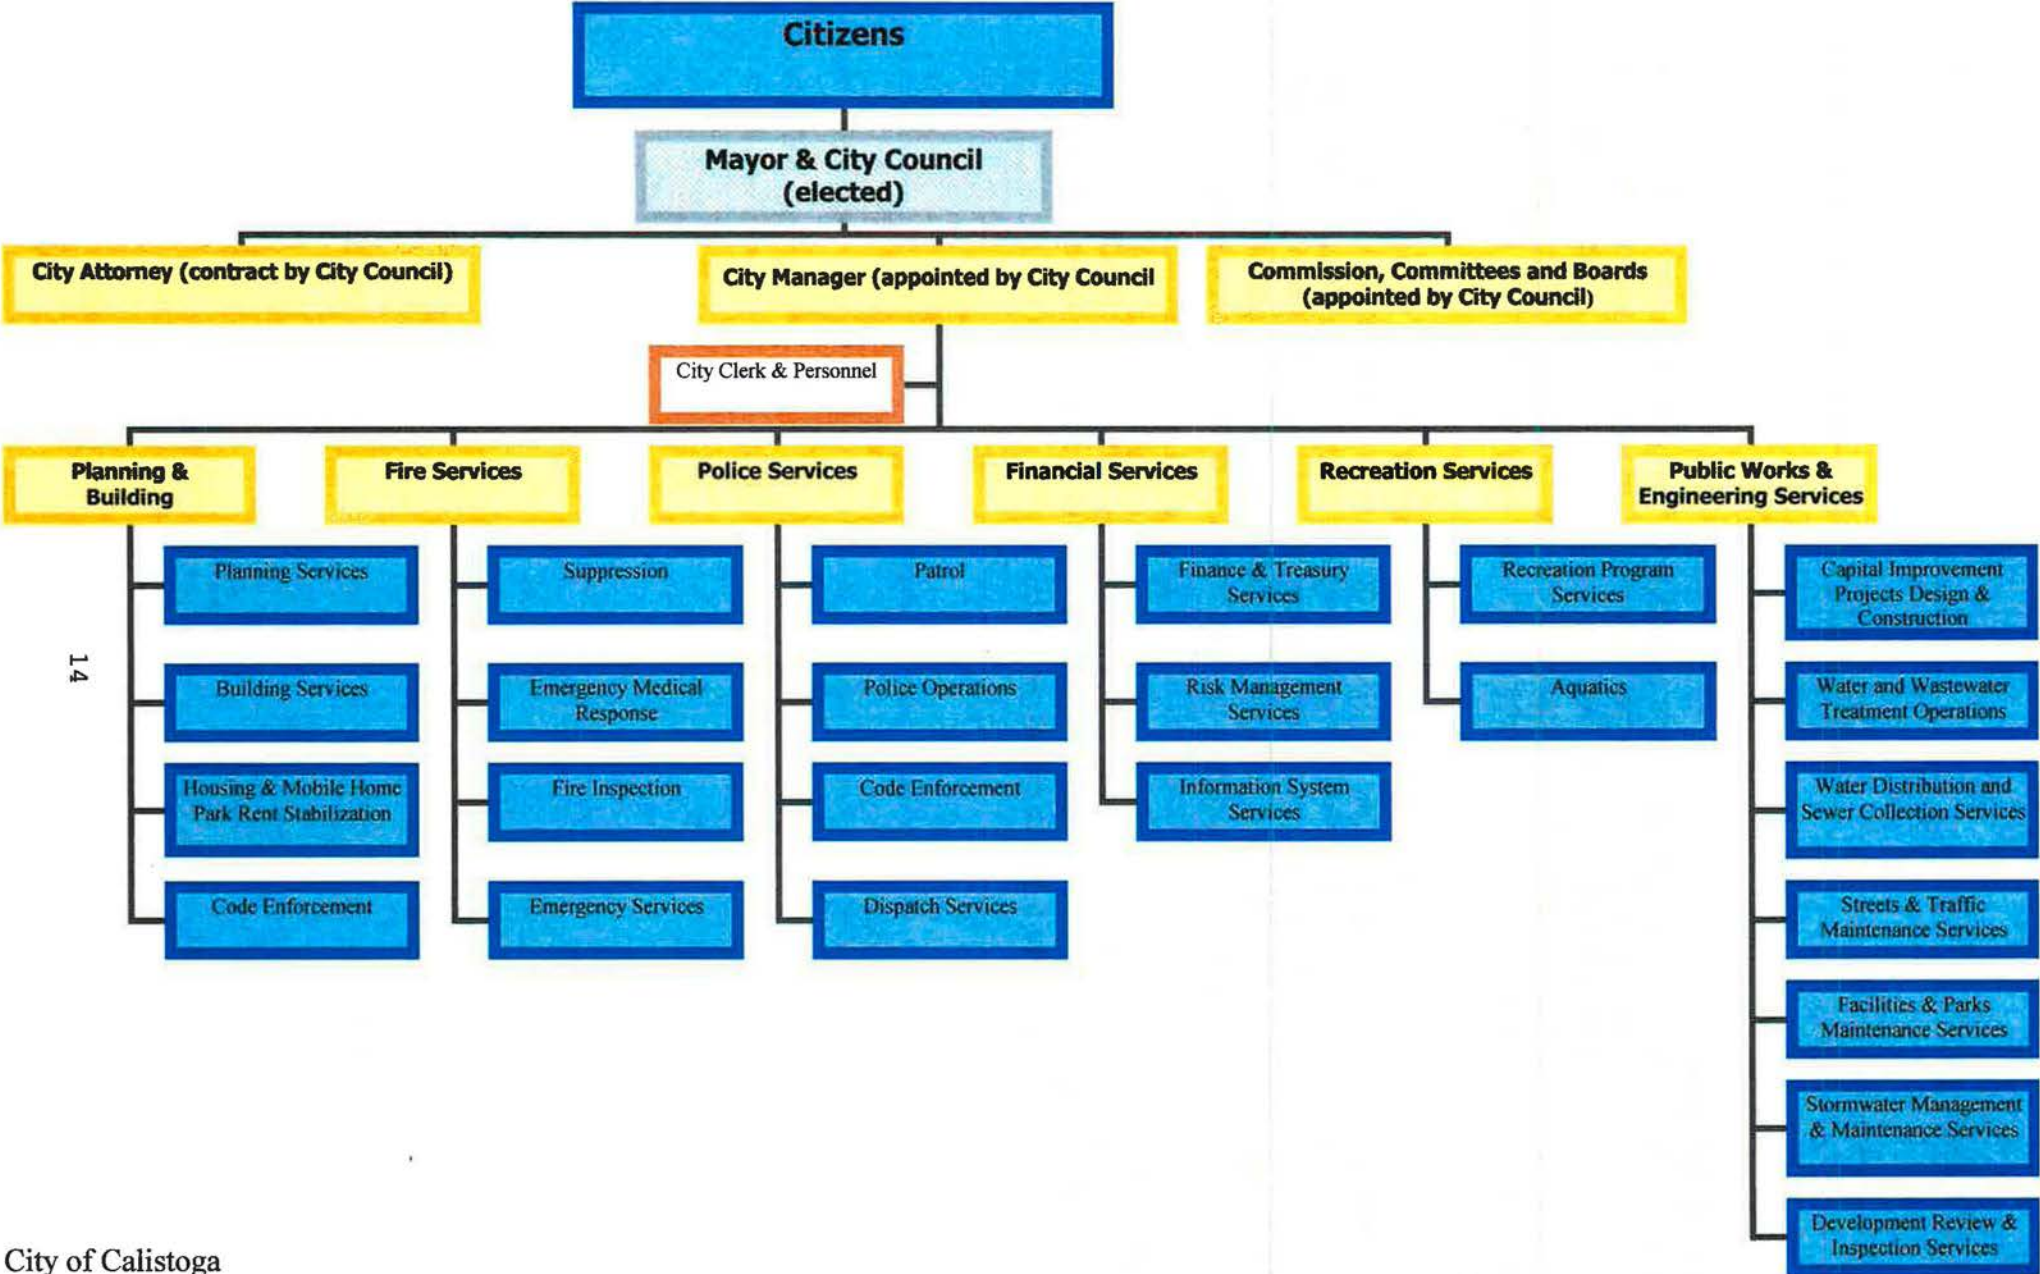 Citizens
Mayor & City Council
(elected)
City Attorney (contract by City Council)
City Manager (appointed by City Council
Commission, Committees and Boards
(appointed by City Council)
City Clerk & Personnel
Planning &
Building
Planning Services
Building Services
Housing & Mobile Home
Park Rent Stabilization
Code Enforcement
Fire Services
Suppression
Emergency Medical
Response
Fire Inspection
Emergency Services
Police Services
Patrol
Police Operations
Code Enforcement
Dispatch Services
Financial Services
Finance & Treasury
Services
Risk Management
Services
Information System
Services
Recreation Services
Recreation Program
Services
Aquatics
Public Works &
Engineering Services
Capital Improvement
Projects Design &
Construction
Water and Wastewater
Treatment Operations
Water Distribution and
Sewer Collection Services
Streets & Traffic
Maintenance Services
Facilities & Parks
Maintenance Services
Stormwater Management
& Maintenance Services
Development Review &
Inspection Services
14
City of Calistoga